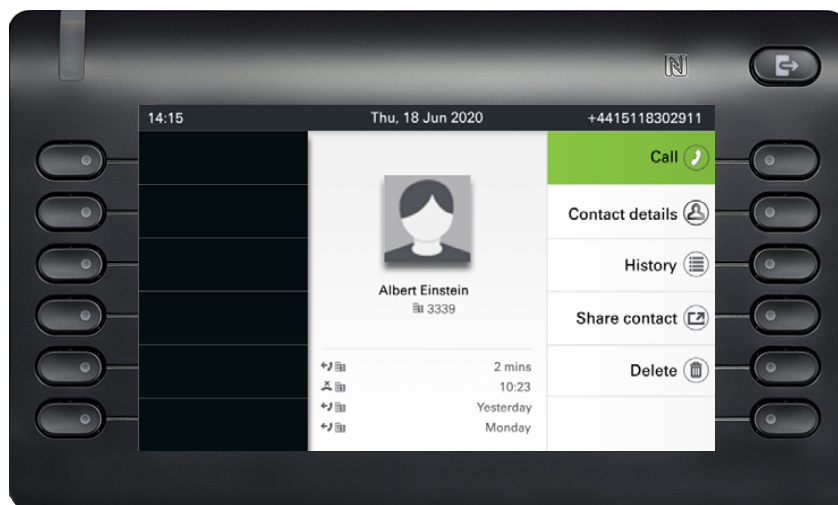 14:15
Thu, 18 Jun 2020
+4415118302911
Call
Contact details
History
Share contact
Delete
Albert Einstein
3339
2 mins
10:23
Yesterday
Monday